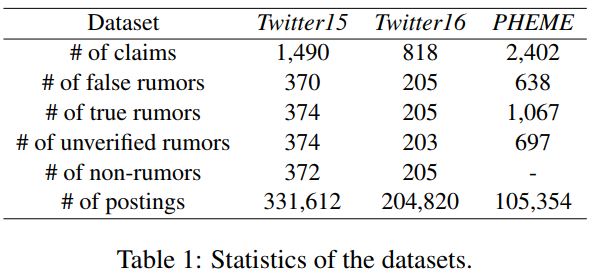 Dataset Twitter15 Twitter16 PHEME
# of claims 1,490 818 2,402
# of false rumors 370 205 638
# of true rumors 374 205 1,067
# of unverified rumors 374 203 697
# of non-rumors 372 205 -
# of postings 331,612 204,820 105,354
Table 1: Statistics of the datasets.